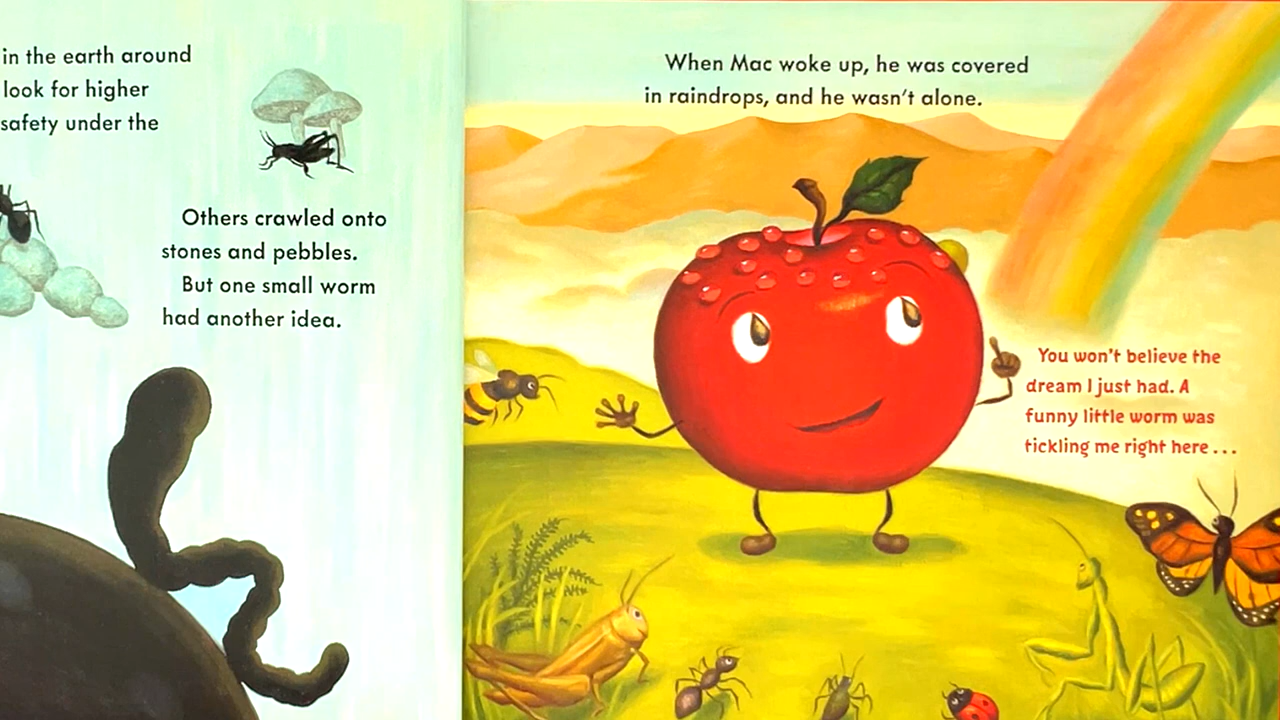 in the earth around
look for higher
safety under the
Others crawled onto
stones and pebbles.
But one small worm
had another idea.
When Mac woke up, he was covered
in raindrops, and he wasn't alone.
You won't believe the
dream I just had. A
funny little worm was
tickling me right here...